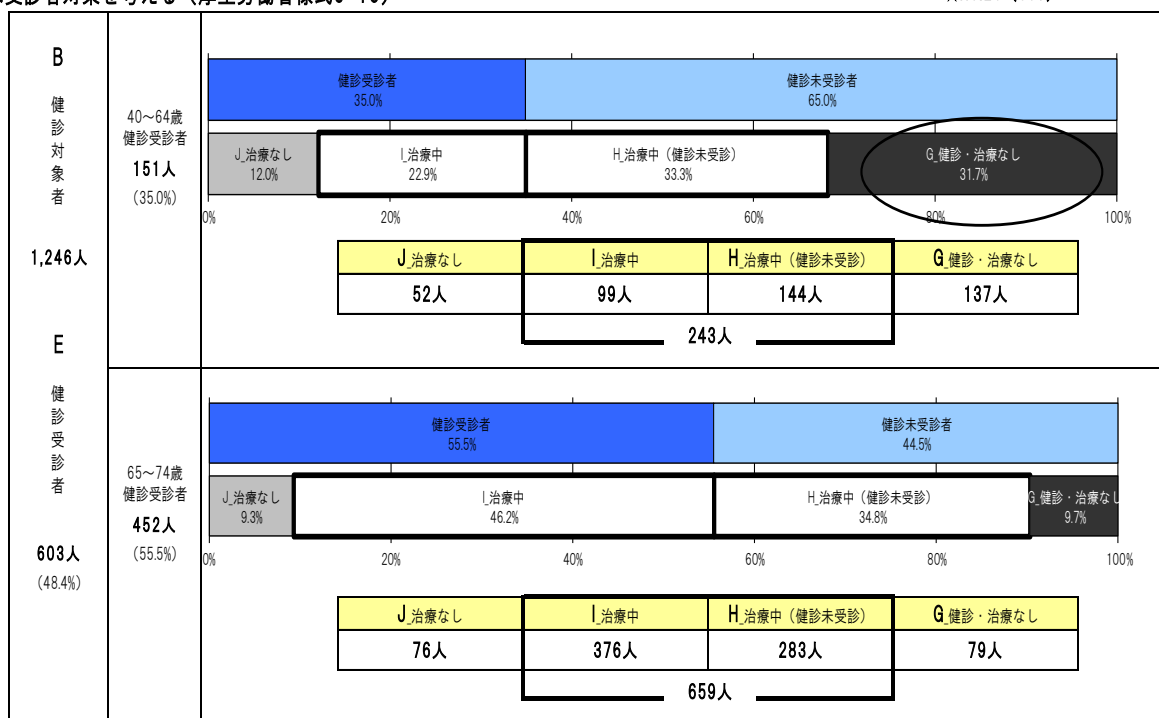 B
健診対象者
1,246人
E
健診受診者
603人
(48.4%)
40～64歳
健診受診者
151人
(35.0%)
健診受診者
35.0%
健診未受診者
65.0%
J_治療なし
12.0%
I_治療中
22.9%
H_治療中（健診未受診）
33.3%
G_健診・治療なし
31.7%
0% 20% 40% 60% 80% 100%
J_治療なし I_治療中 H_治療中（健診未受診） G_健診・治療なし
52人 99人 144人 137人
243人
65～74歳
健診受診者
452人
(55.5%)
健診受診者
55.5%
健診未受診者
44.5%
J_治療なし
9.3%
I_治療中
46.2%
H_治療中（健診未受診）
34.8%
G_健診・治療なし
9.7%
0% 20% 40% 60% 80% 100%
J_治療なし I_治療中 H_治療中（健診未受診） G_健診・治療なし
76人 376人 283人 79人
659人